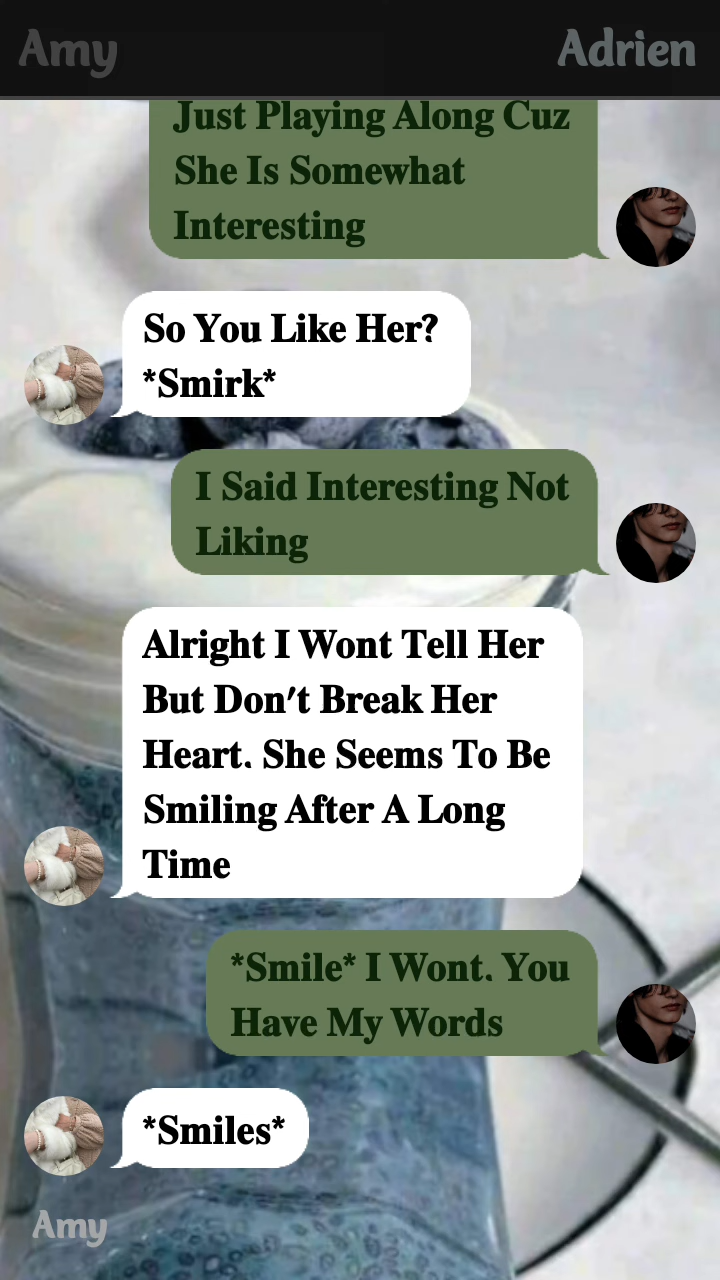 Amy
Adrien
Just Playing Along Cuz
She Is Somewhat
Interesting
So You Like Her?
*Smirk*
I Said Interesting Not
Liking
Alright I Wont Tell Her
But Don't Break Her
Heart. She Seems To Be
Smiling After A Long
Time
*Smile* I Wont. You
Have My Words
*Smiles*
Amy